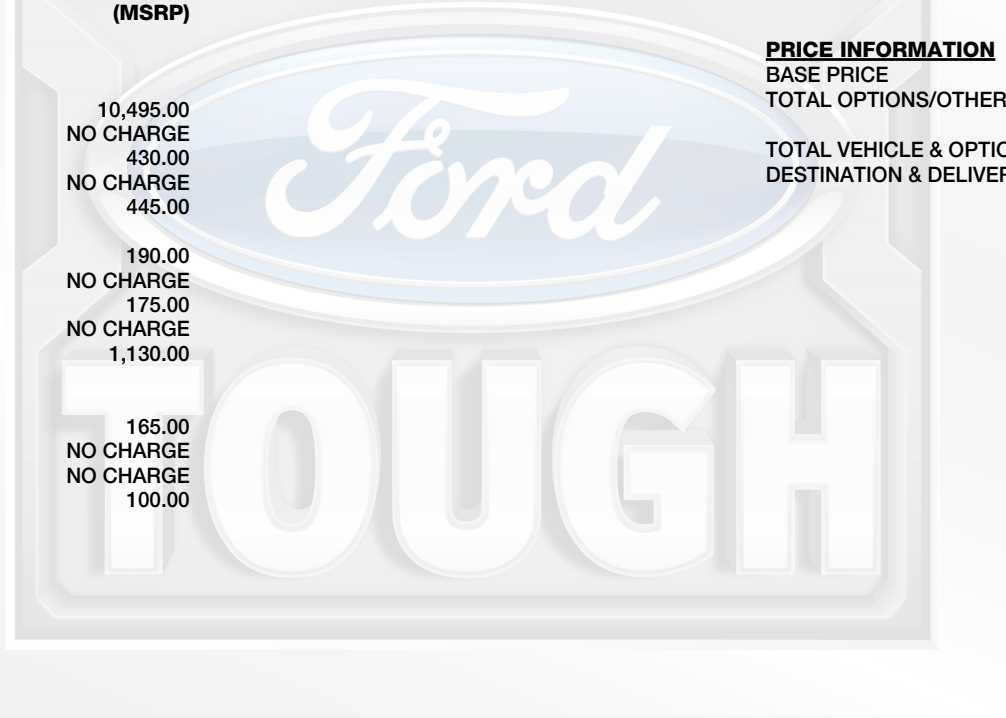 (MSRP)
10,495.00
NO CHARGE
430.00
NO CHARGE
445.00
190.00
NO CHARGE
175.00
NO CHARGE
1,130.00
165.00
NO CHARGE
NO CHARGE
100.00
PRICE INFORMATION
BASE PRICE
TOTAL OPTIONS/OTHER
TOTAL VEHICLE & OPTIO
DESTINATION & DELIVER
Ford
TOUGH